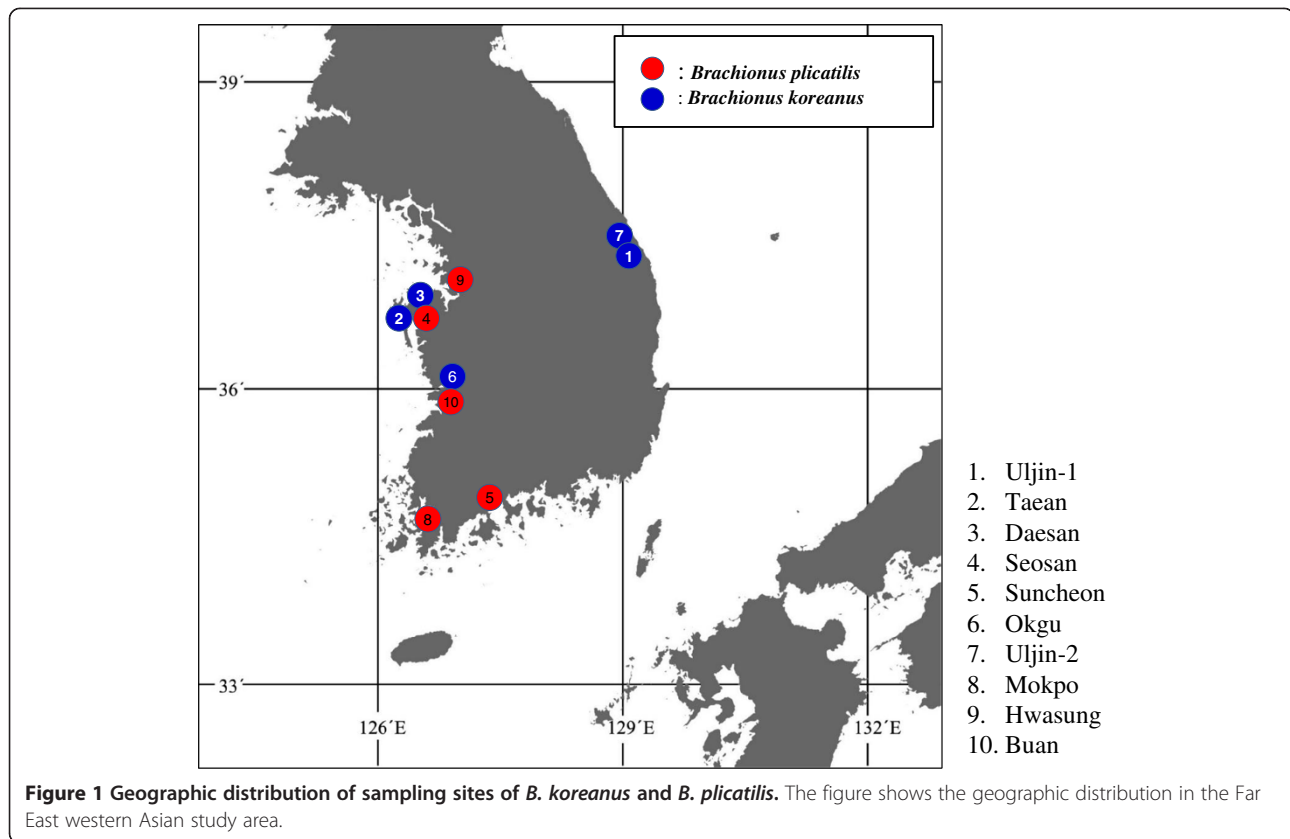 : Brachionus plicatilis
: Brachionus koreanus
39´
7
1
9
3
2
4
6
36´
10
5
8
33´
126´E
129´E
132´E
1. Uljin-1
2. Taean
3. Daesan
4. Seosan
5. Suncheon
6. Okgu
7. Uljin-2
8. Mokpo
9. Hwasung
10. Buan
Figure 1 Geographic distribution of sampling sites of B. koreanus and B. plicatilis. The figure shows the geographic distribution in the Far
East western Asian study area.